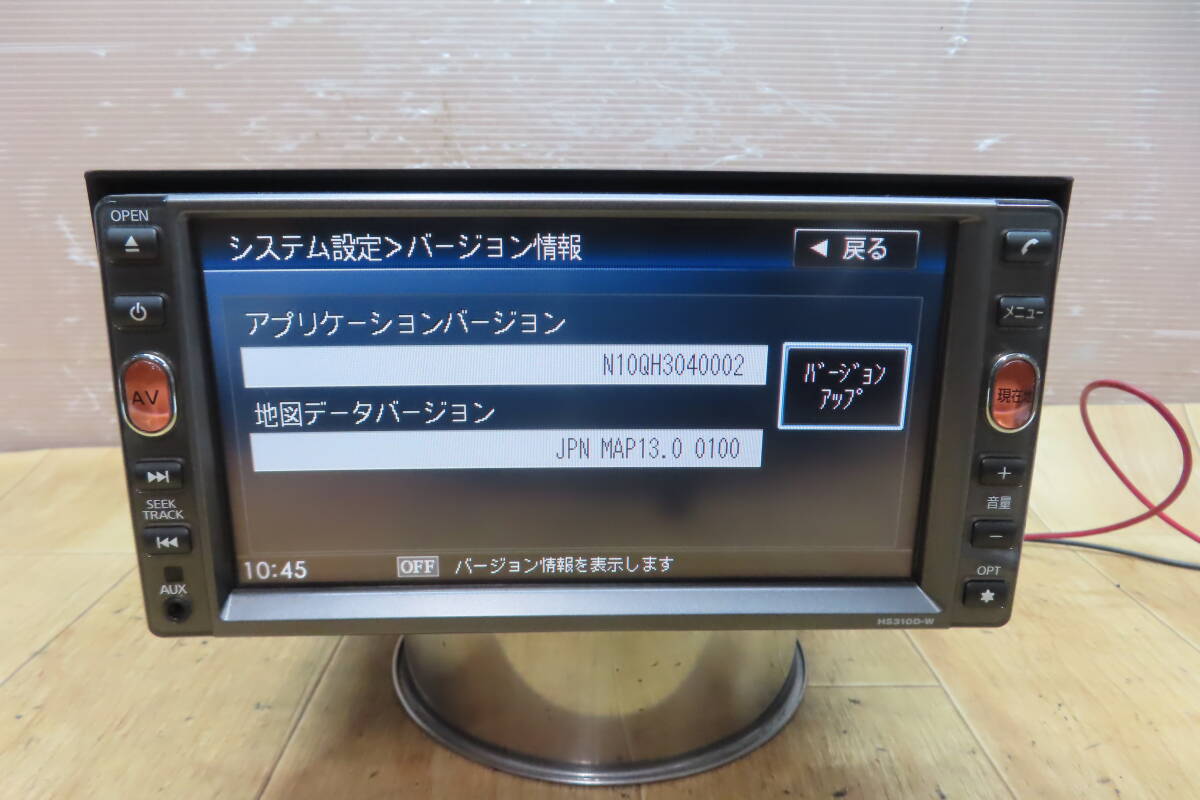 OPEN
システム設定>バージョン情報
◀ 戻る
メニュー
アプリケーションバージョン
N10QH3040002
ﾊﾞｰｼﾞｮﾝ
ｱｯﾌﾟ
AV
現在地
地図データバージョン
JPN MAP13.0 0100
SEEK
TRACK
+
音量
−
10:45
OFF
バージョン情報を表示します
AUX
OPT
HS310D-W